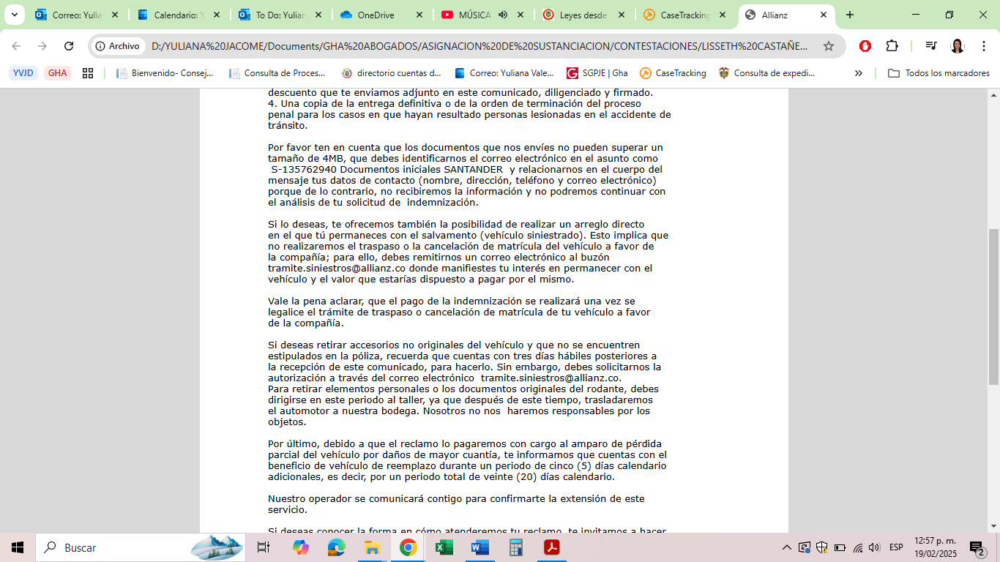 Correo: Yulia
Calendario: Y
To Do: Yulian
OneDrive
MÚSICA
Leyes desde
CaseTracking
Allianz
Archivo
D:/YULIANA%20JACOME/Documents/GHA%20ABOGADOS/ASIGNACION%20DE%20SUSTANCIACION/CONTESTACIONES/LISSETH%20CASTAÑE...
YVJD
GHA
Bienvenido- Consej...
Consulta de Proces...
directorio cuentas d...
Correo: Yuliana Vale...
SGPJE | Gha
CaseTracking
Consulta de expedi...
Todos los marcadores
descuento que te enviamos adjunto en este comunicado, diligenciado y firmado.
4. Una copia de la entrega definitiva o de la orden de terminación del proceso
penal para los casos en que hayan resultado personas lesionadas en el accidente de
tránsito.
Por favor ten en cuenta que los documentos que nos envíes no pueden superar un
tamaño de 4MB, que debes identificarnos el correo electrónico en el asunto como
S-135762940 Documentos iniciales SANTANDER y relacionarnos en el cuerpo del
mensaje tus datos de contacto (nombre, dirección, teléfono y correo electrónico)
porque de lo contrario, no recibiremos la información y no podremos continuar con
el análisis de tu solicitud de indemnización.
Si lo deseas, te ofrecemos también la posibilidad de realizar un arreglo directo
en el que tú permaneces con el salvamento (vehículo siniestrado). Esto implica que
no realizaremos el traspaso o la cancelación de matrícula del vehículo a favor de
la compañía; para ello, debes remitirnos un correo electrónico al buzón
tramite.siniestros@allianz.co donde manifiestes tu interés en permanecer con el
vehículo y el valor que estarías dispuesto a pagar por el mismo.
Vale la pena aclarar, que el pago de la indemnización se realizará una vez se
legalice el trámite de traspaso o cancelación de matrícula de tu vehículo a favor
de la compañía.
Si deseas retirar accesorios no originales del vehículo y que no se encuentren
estipulados en la póliza, recuerda que cuentas con tres días hábiles posteriores a
la recepción de este comunicado, para hacerlo. Sin embargo, debes solicitarnos la
autorización a través del correo electrónico tramite.siniestros@allianz.co.
Para retirar elementos personales o los documentos originales del rodante, debes
dirigirse en este periodo al taller, ya que después de este tiempo, trasladaremos
el automotor a nuestra bodega. Nosotros no nos haremos responsables por los
objetos.
Por último, debido a que el reclamo lo pagaremos con cargo al amparo de pérdida
parcial del vehículo por daños de mayor cuantía, te informamos que cuentas con el
beneficio de vehículo de reemplazo durante un periodo de cinco (5) días calendario
adicionales, es decir, por un periodo total de veinte (20) días calendario.
Nuestro operador se comunicará contigo para confirmarte la extensión de este
servicio.
Si deseas conocer la forma en cómo atenderemos tu reclamo, te invitamos a hacer
Buscar
ESP
12:57 p. m.
19/02/2025
2